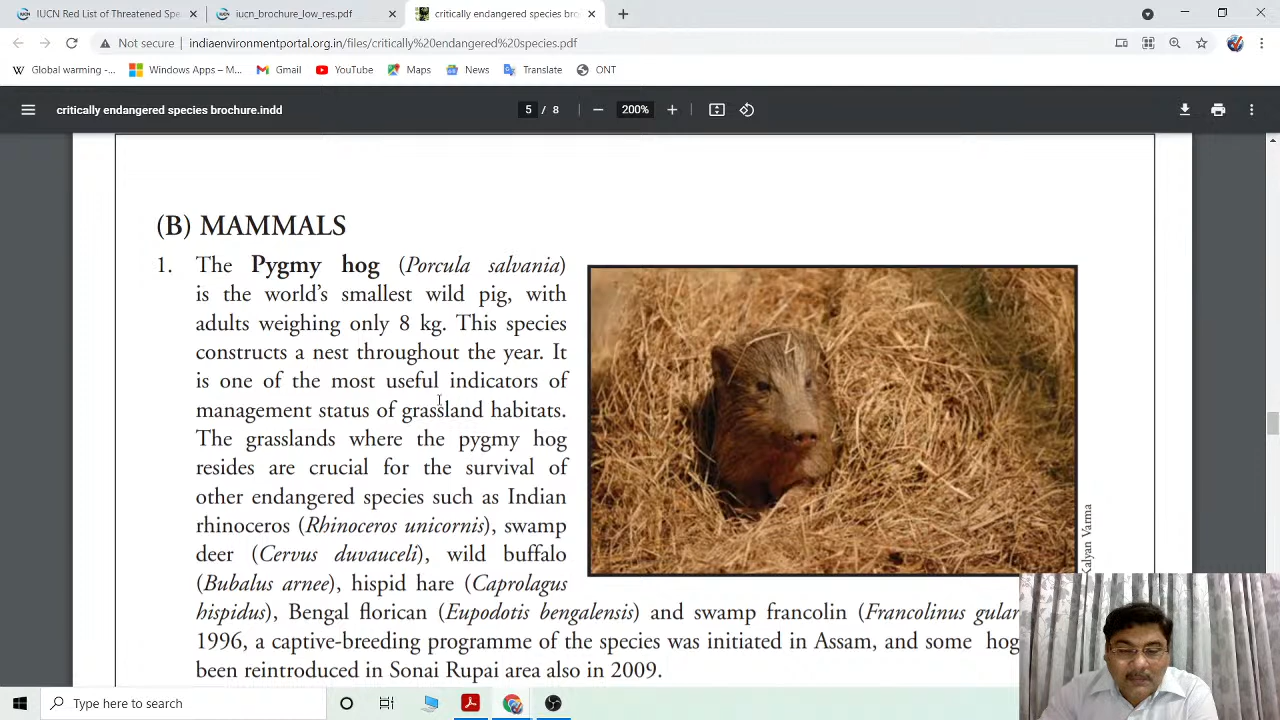 IUCN Red List of Threatened Spe
iucn_brochure_low_res.pdf
critically endangered species bro
Not secure
indiaenvironmentportal.org.in/files/critically%20endangered%20species.pdf
Global warming -...
Windows Apps – M...
Gmail
YouTube
Maps
News
Translate
ONT
critically endangered species brochure.indd
5 / 8
200%
(B) MAMMALS
1. The Pygmy hog (Porcula salvania)
is the world's smallest wild pig, with
adults weighing only 8 kg. This species
constructs a nest throughout the year. It
is one of the most useful indicators of
management status of grassland habitats.
The grasslands where the pygmy hog
resides are crucial for the survival of
other endangered species such as Indian
rhinoceros (Rhinoceros unicornis), swamp
deer (Cervus duvauceli), wild buffalo
(Bubalus arnee), hispid hare (Caprolagus
hispidus), Bengal florican (Eupodotis bengalensis) and swamp francolin (Francolinus gular
1996, a captive-breeding programme of the species was initiated in Assam, and some hog
been reintroduced in Sonai Rupai area also in 2009.
Kalyan Varma
Type here to search